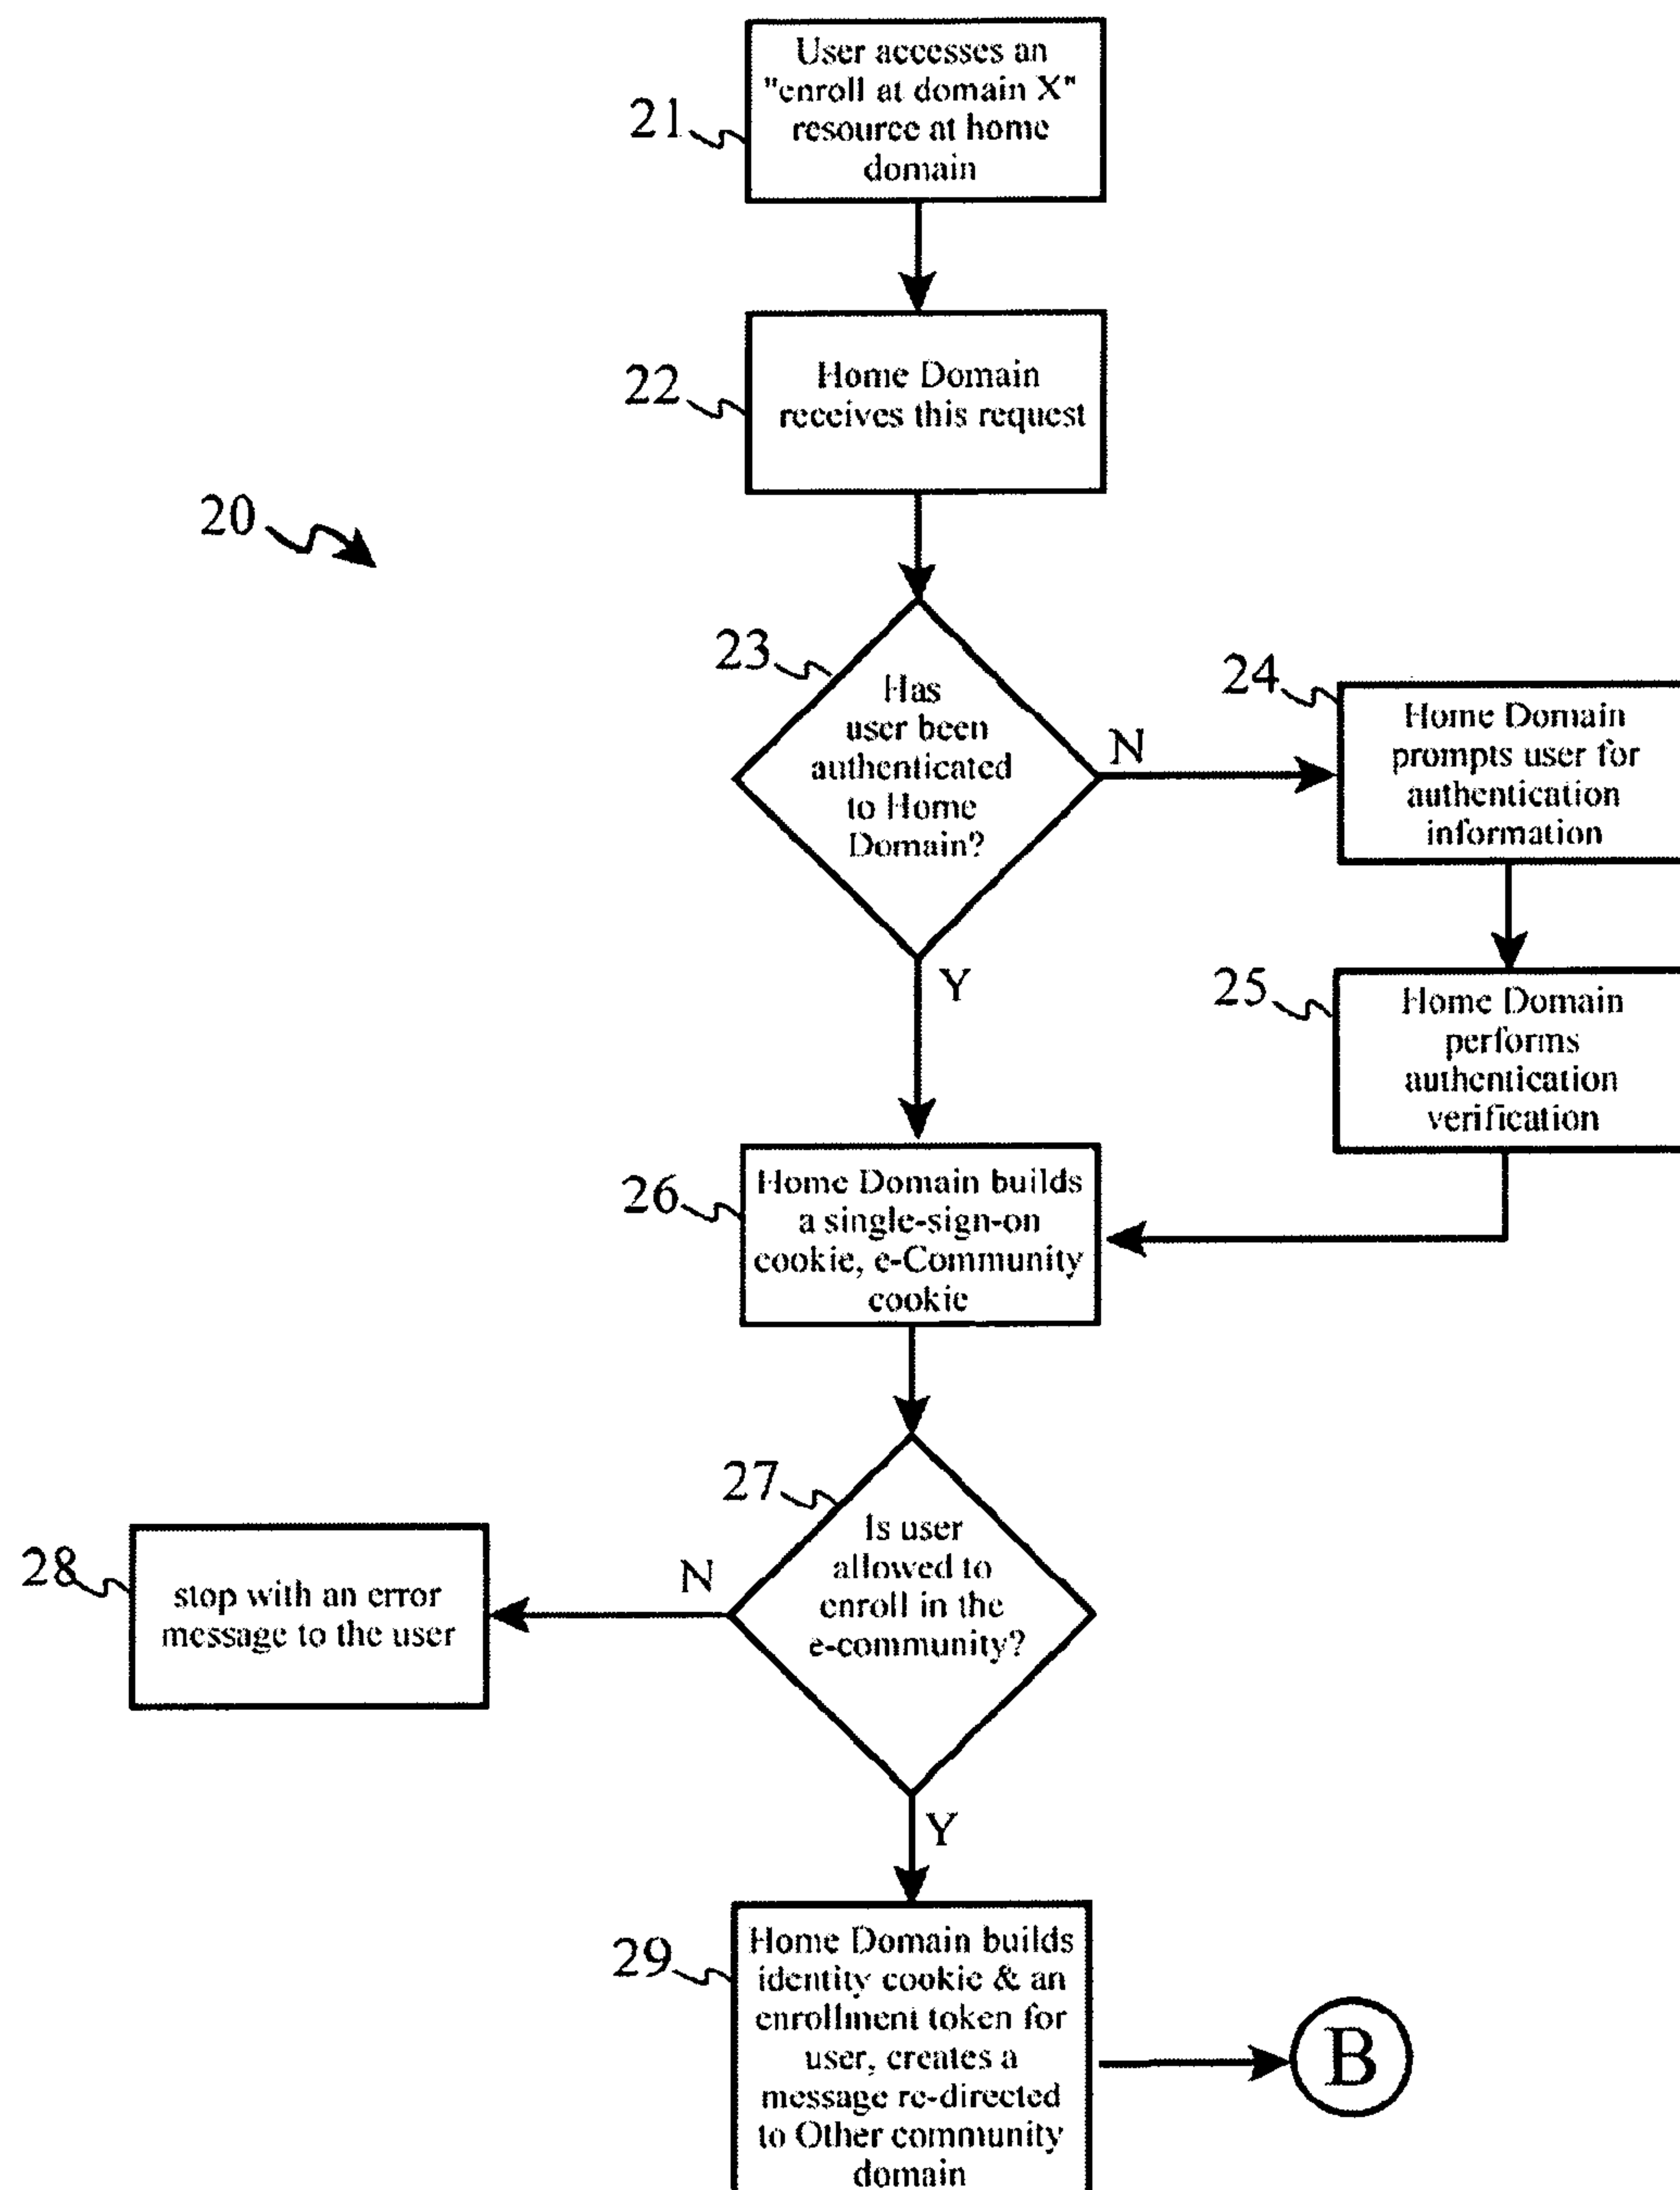 21
User accesses an
"enroll at domain X"
resource at home
domain
22
Home Domain
receives this request
20
23
Has
user been
authenticated
to Home
Domain?
N
24
Home Domain
prompts user for
authentication
information
Y
25
Home Domain
performs
authentication
verification
26
Home Domain builds
a single-sign-on
cookie, e-Community
cookie
27
Is user
allowed to
enroll in the
e-community?
N
28
stop with an error
message to the user
Y
29
Home Domain builds
identity cookie & an
enrollment token for
user, creates a
message re-directed
to Other community
domain
B